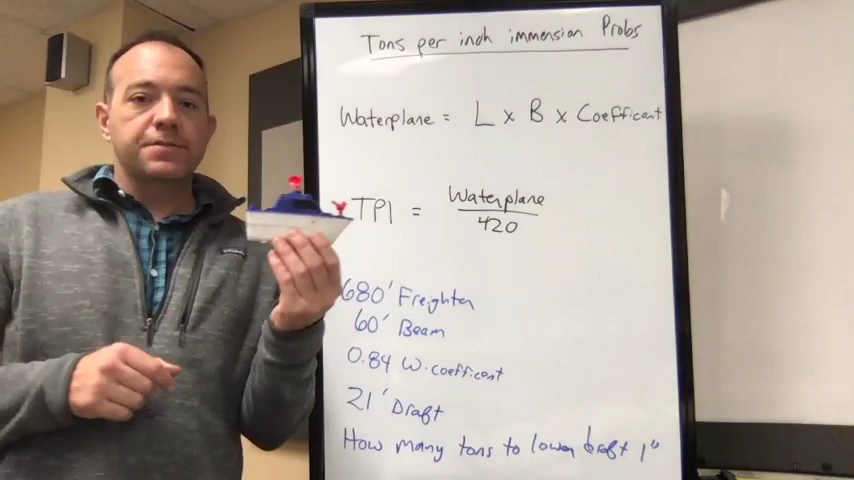 Tons per inch immersian Probs
Waterplane = L x B x Coefficent
TPI = Waterplane
420
680' Freighter
60' Beam
0.84 W. coefficent
21' Draft
How many tons to lower draft 1"